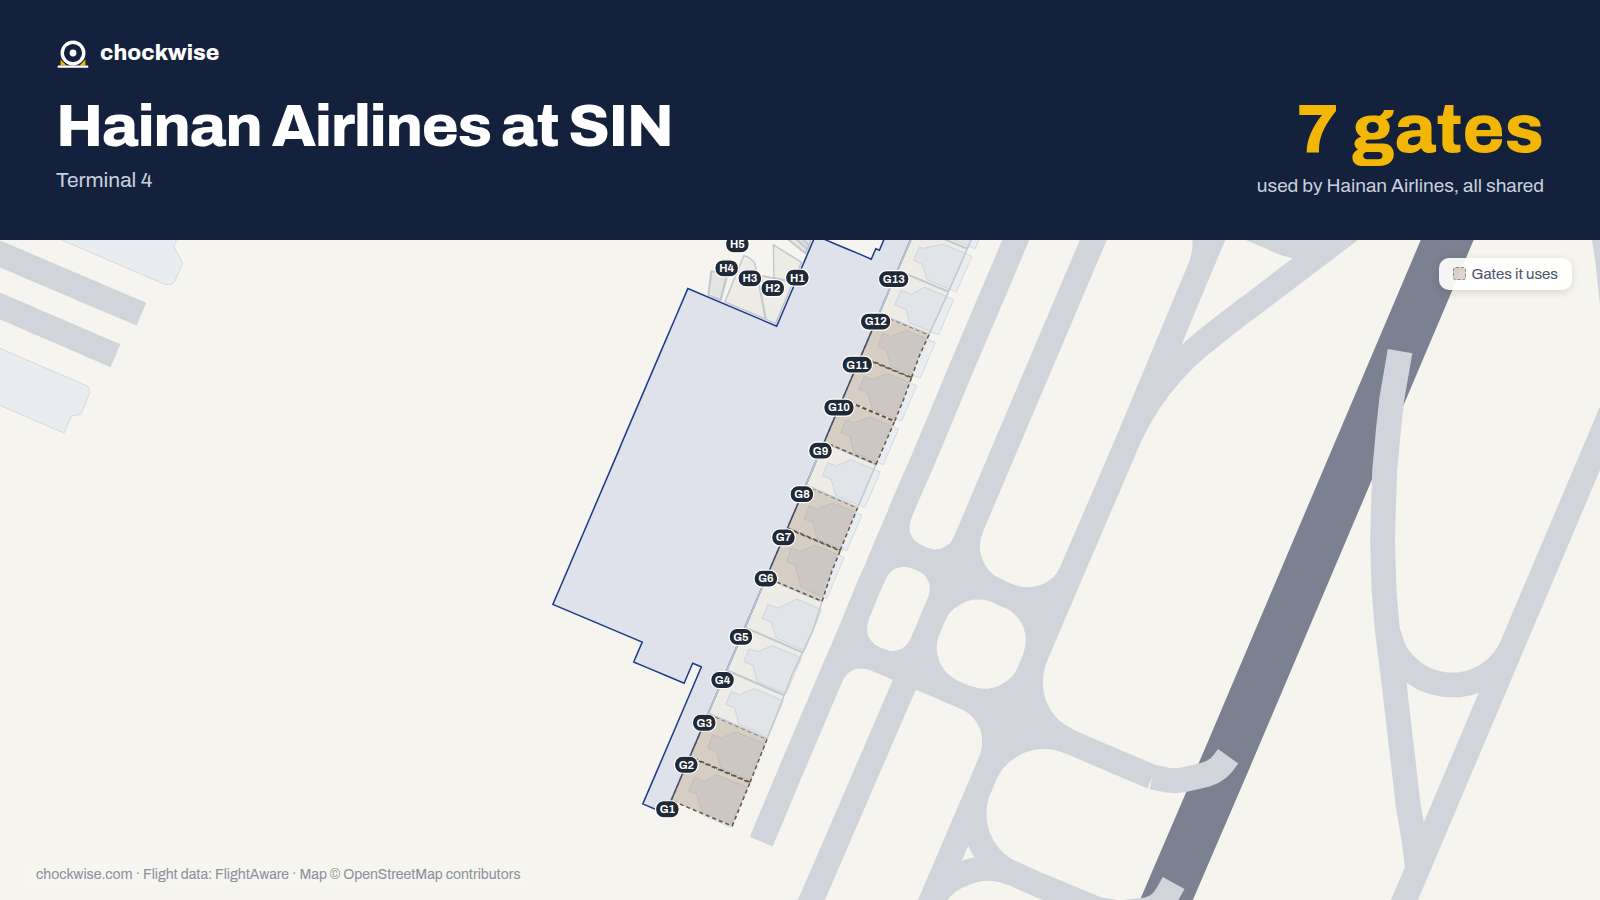 chockwise
Hainan Airlines at SIN
Terminal 4
7 gates
used by Hainan Airlines, all shared
Gates it uses
H5
H4
H3
H2
H1
G13
G12
G11
G10
G9
G8
G7
G6
G5
G4
G3
G2
G1
chockwise.com · Flight data: FlightAware · Map © OpenStreetMap contributors